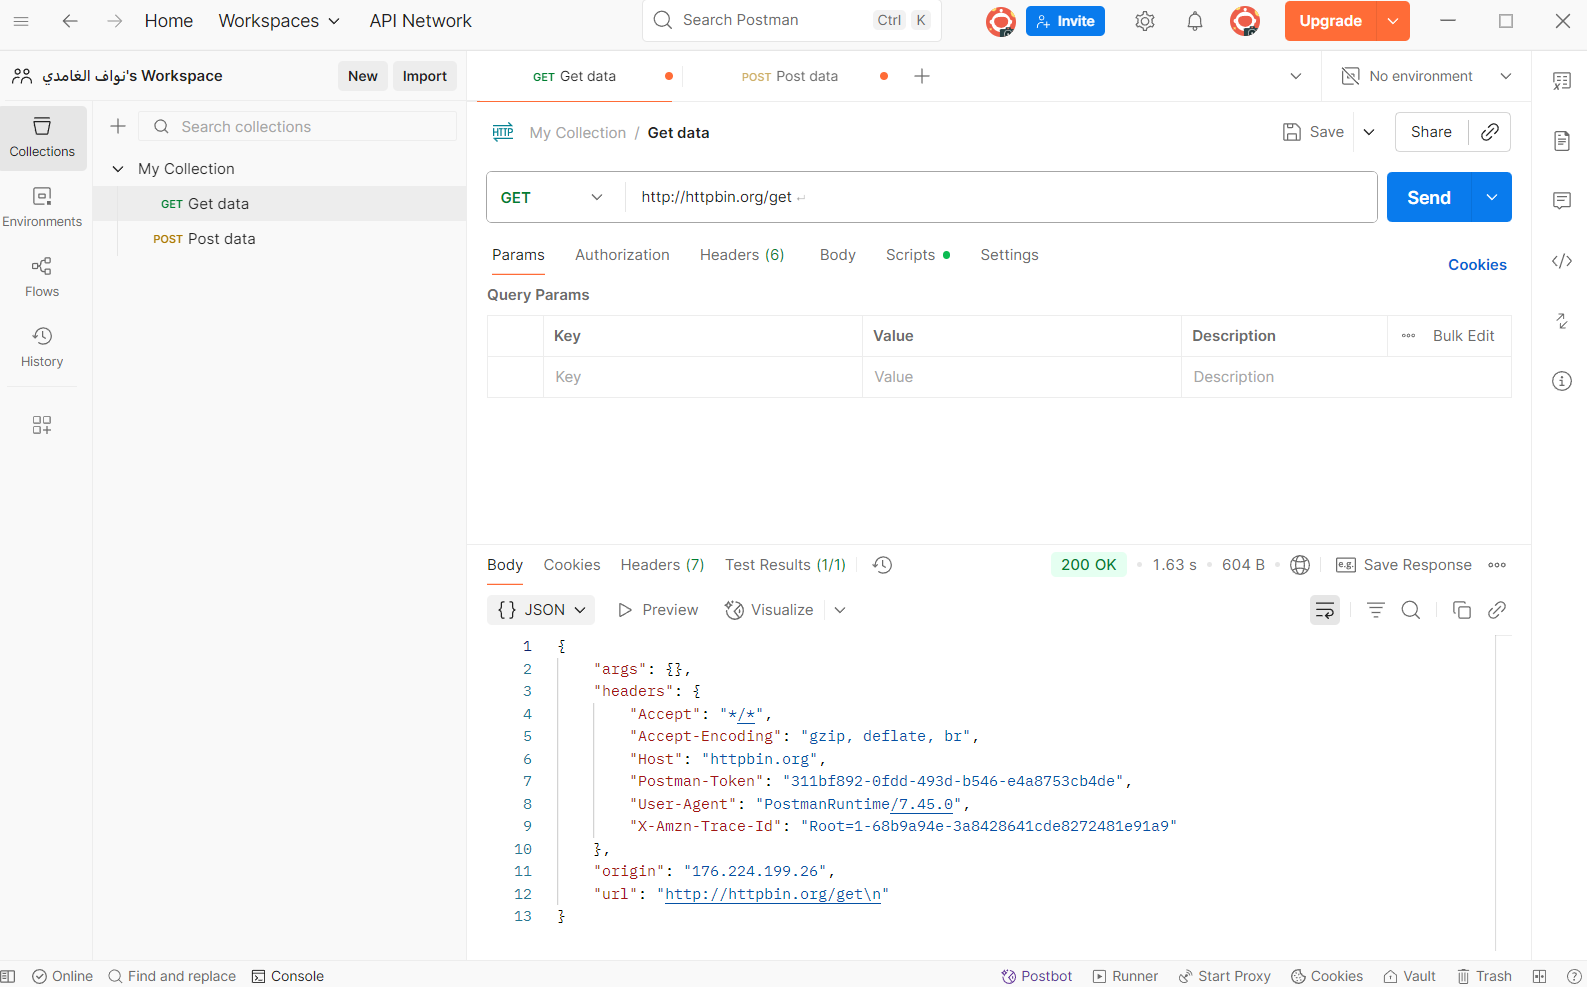 Home Workspaces API Network Search Postman Ctrl K Invite Upgrade
نواف الغامدي's Workspace New Import
GET Get data POST Post data No environment
Collections
Search collections
My Collection
GET Get data
POST Post data
Environments
Flows
History
HTTP My Collection / Get data Save Share
GET http://httpbin.org/get Send
Params Authorization Headers (6) Body Scripts Settings Cookies
Query Params
Key Value Description Bulk Edit
Key Value Description
Body Cookies Headers (7) Test Results (1/1) 200 OK 1.63 s 604 B e.g. Save Response
{} JSON Preview Visualize
1 {
2 "args": {},
3 "headers": {
4 "Accept": "*/*",
5 "Accept-Encoding": "gzip, deflate, br",
6 "Host": "httpbin.org",
7 "Postman-Token": "311bf892-0fdd-493d-b546-e4a8753cb4de",
8 "User-Agent": "PostmanRuntime/7.45.0",
9 "X-Amzn-Trace-Id": "Root=1-68b9a94e-3a8428641cde8272481e91a9"
10 },
11 "origin": "176.224.199.26",
12 "url": "http://httpbin.org/get\n"
13 }
Online Find and replace Console Postbot Runner Start Proxy Cookies Vault Trash